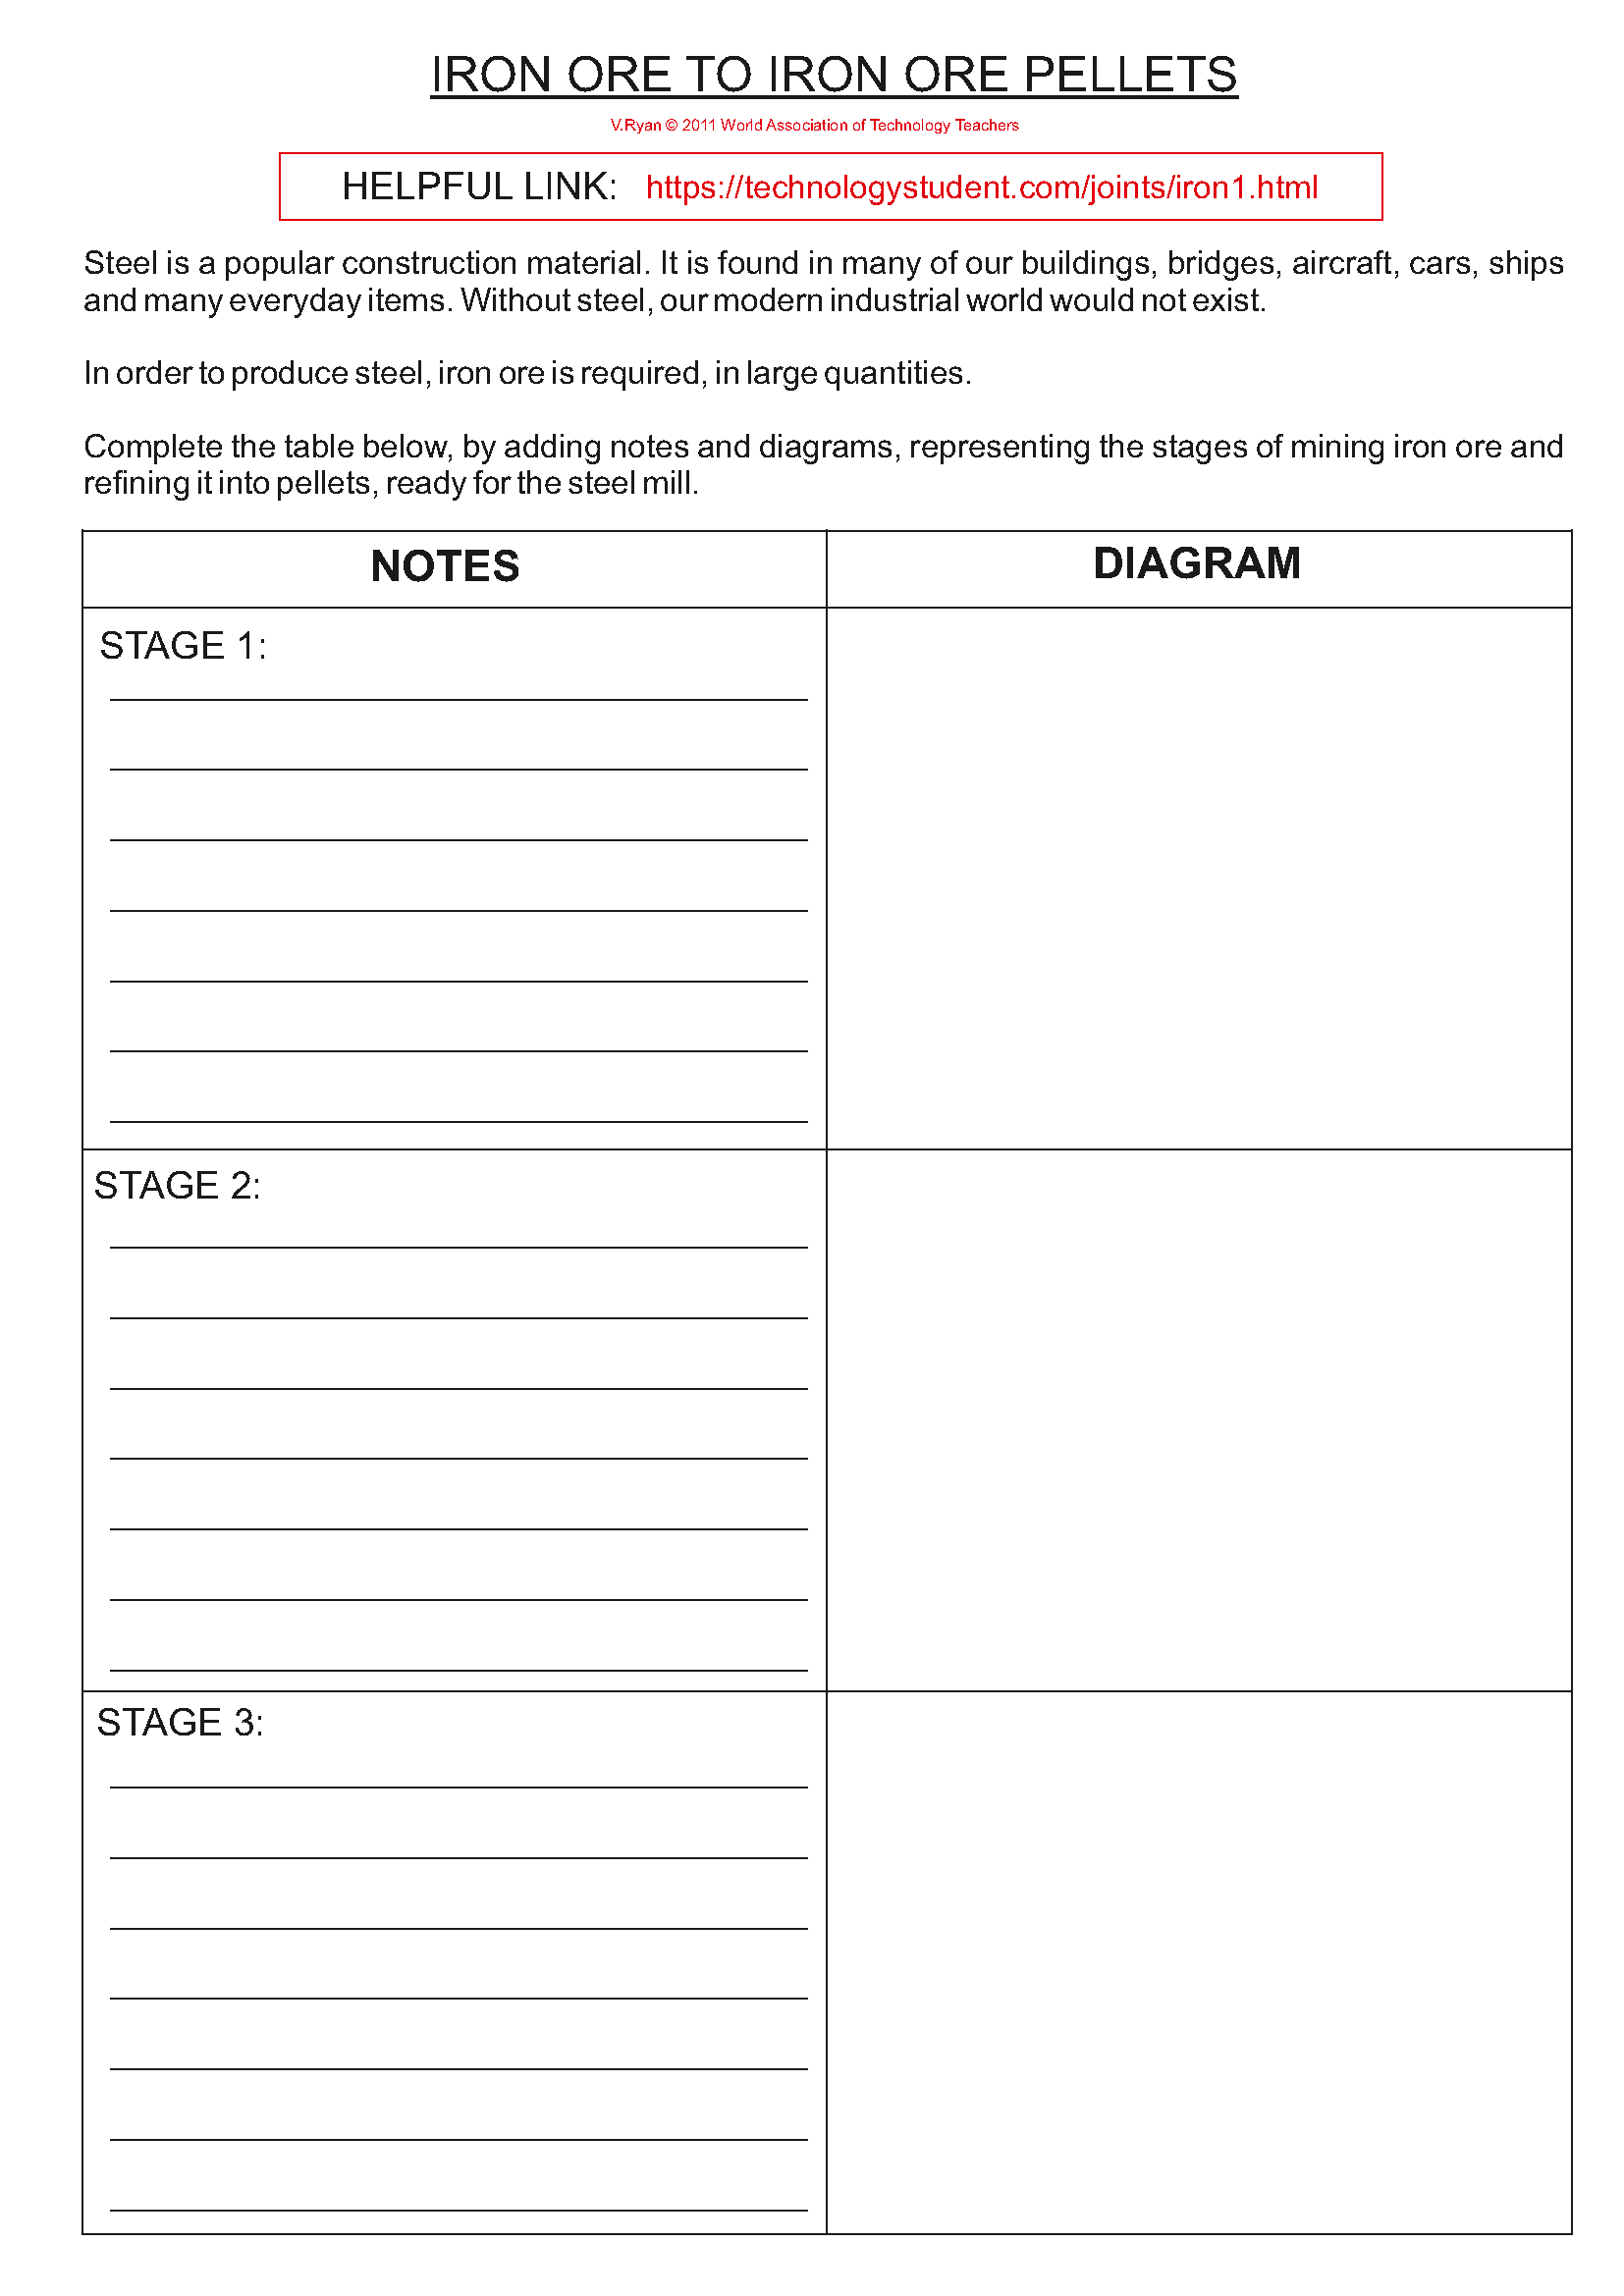 IRON ORE TO IRON ORE PELLETS
V.Ryan © 2011 World Association of Technology Teachers
HELPFUL LINK: https://technologystudent.com/joints/iron1.html
Steel is a popular construction material. It is found in many of our buildings, bridges, aircraft, cars, ships
and many everyday items. Without steel, our modern industrial world would not exist.
In order to produce steel, iron ore is required, in large quantities.
Complete the table below, by adding notes and diagrams, representing the stages of mining iron ore and
refining it into pellets, ready for the steel mill.
NOTES DIAGRAM
STAGE 1:
STAGE 2:
STAGE 3: